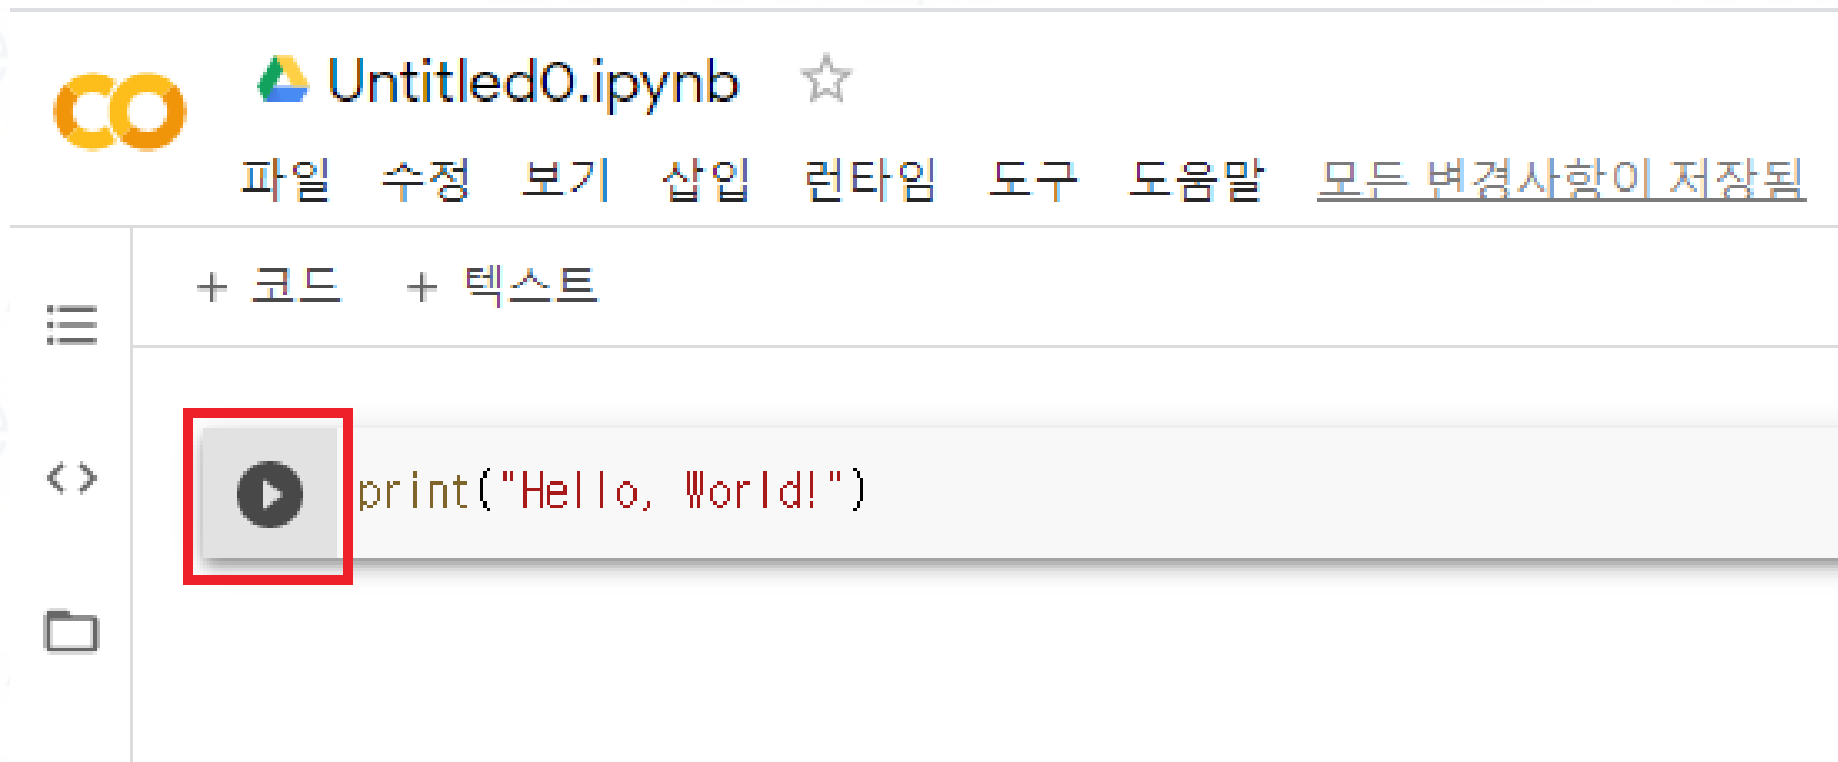 CO
Untitled0.ipynb
파일 수정 보기 삽입 런타임 도구 도움말 모든 변경사항이 저장됨
+ 코드 + 텍스트
print("Hello, World!")